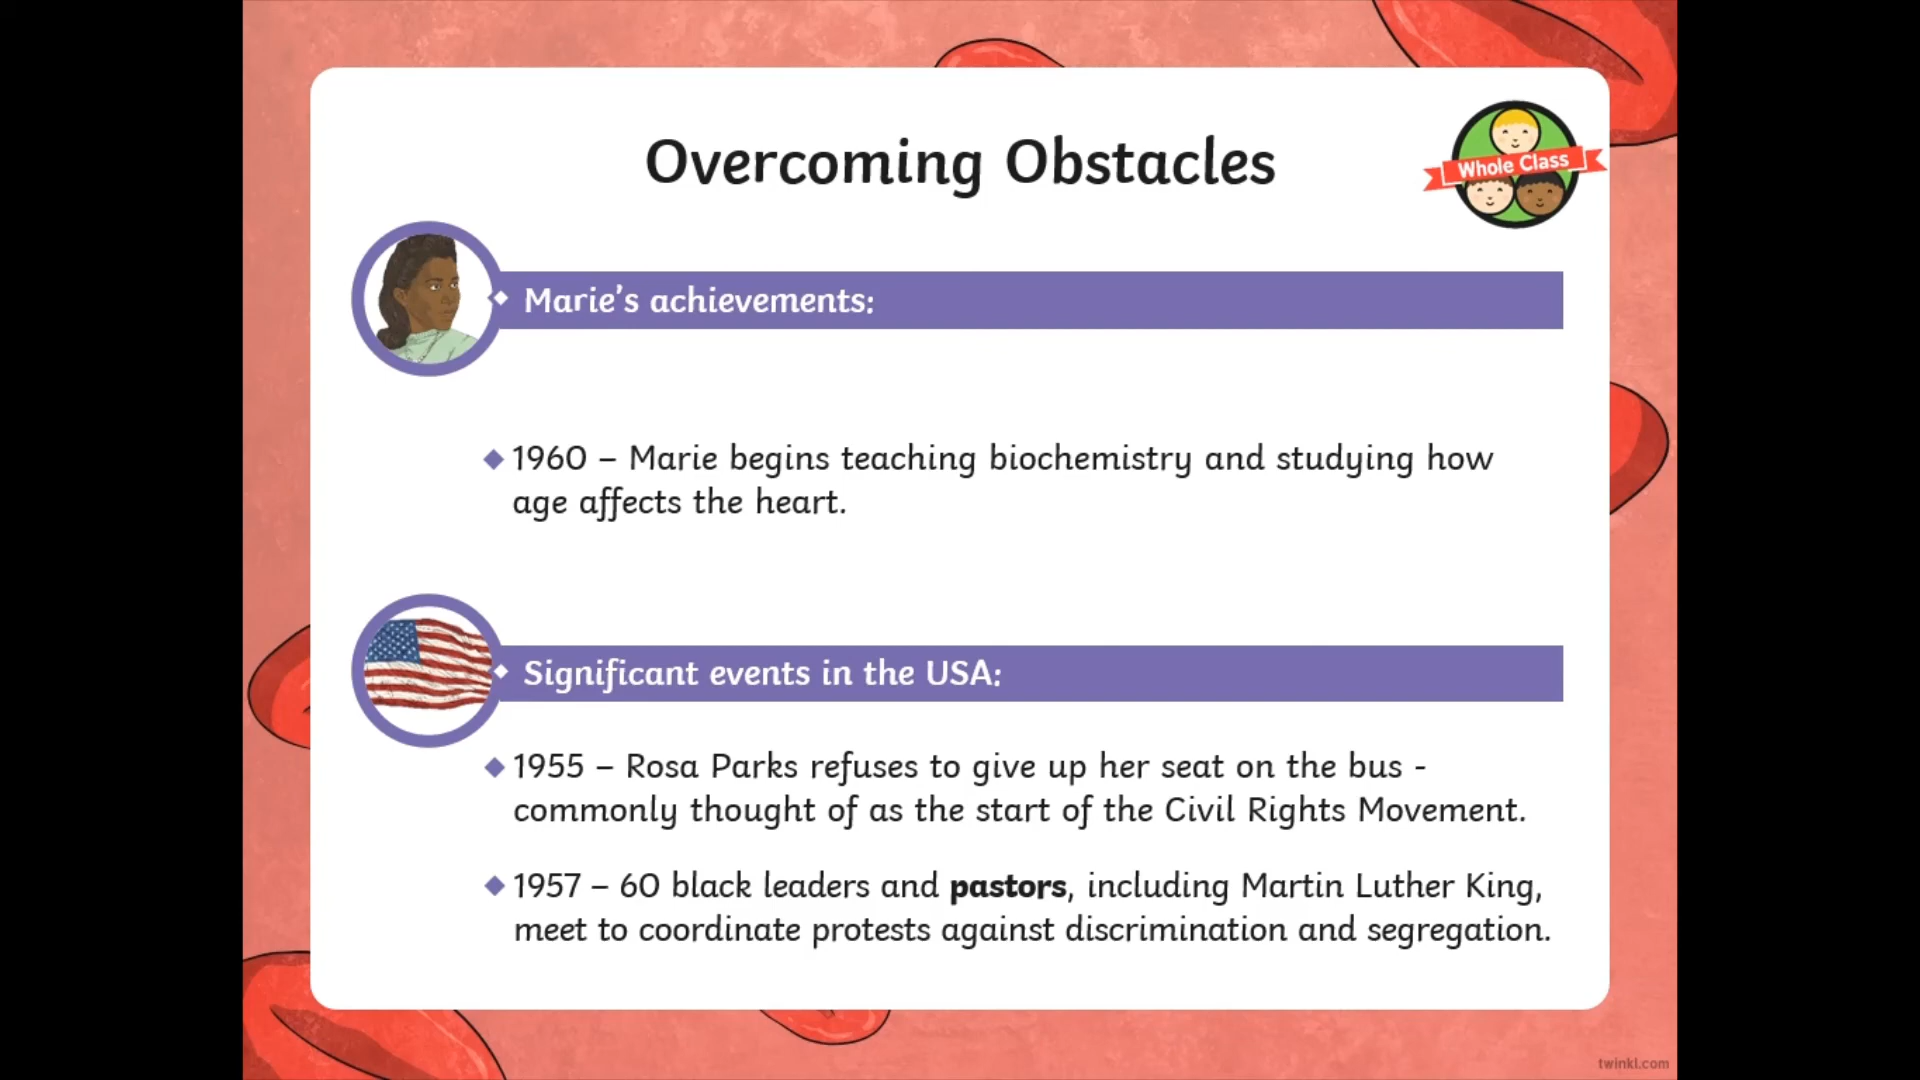 Overcoming Obstacles
Whole Class
Marie’s achievements:
1960 – Marie begins teaching biochemistry and studying how
age affects the heart.
Significant events in the USA:
1955 – Rosa Parks refuses to give up her seat on the bus -
commonly thought of as the start of the Civil Rights Movement.
1957 – 60 black leaders and pastors, including Martin Luther King,
meet to coordinate protests against discrimination and segregation.
twinkl.com